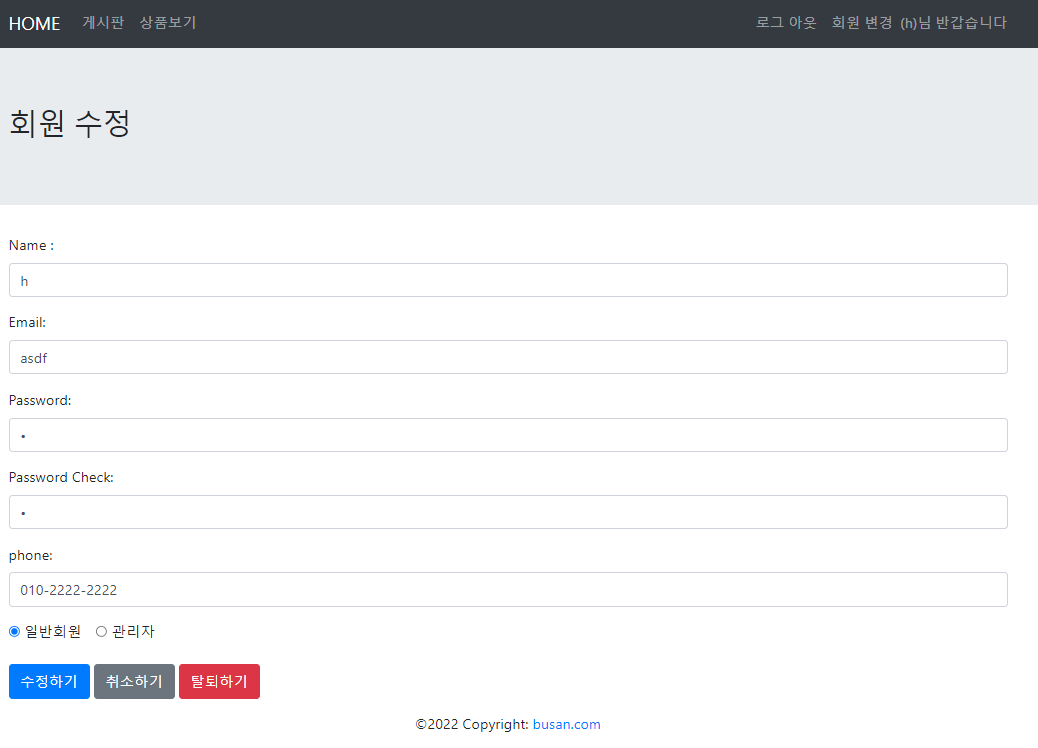 HOME 게시판 상품보기 로그 아웃 회원 변경 (h)님 반갑습니다
회원 수정
Name :
h
Email:
asdf
Password:
•
Password Check:
•
phone:
010-2222-2222
일반회원 관리자
수정하기 취소하기 탈퇴하기
©2022 Copyright: busan.com